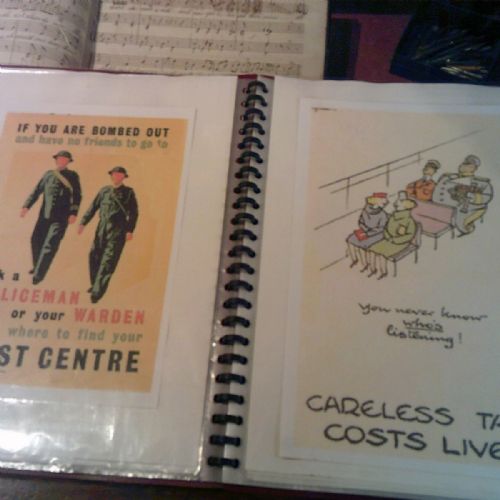 IF YOU ARE BOMBED OUT
and have no friends to go to
k a
LICEMAN
or your WARDEN
where to find your
ST CENTRE
you never know
who's
listening!
CARELESS TA
COSTS LIVE